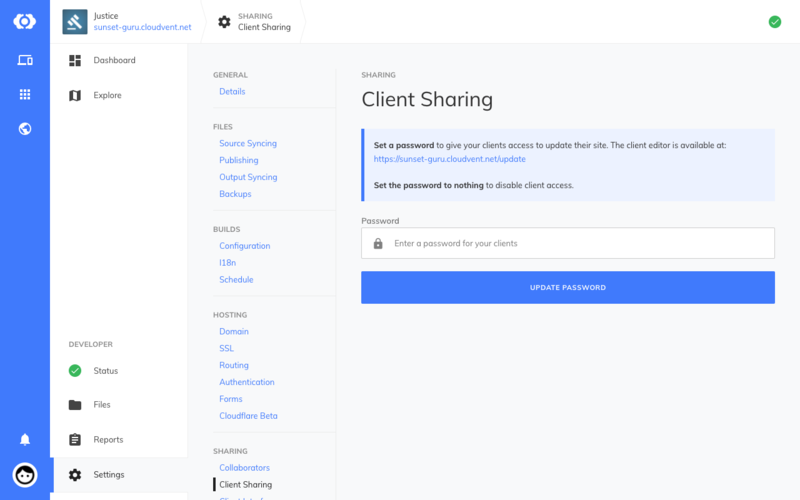 Justice
sunset-guru.cloudvent.net
SHARING
Client Sharing
Dashboard
Explore
DEVELOPER
Status
Files
Reports
Settings
GENERAL
Details
FILES
Source Syncing
Publishing
Output Syncing
Backups
BUILDS
Configuration
I18n
Schedule
HOSTING
Domain
SSL
Routing
Authentication
Forms
Cloudflare Beta
SHARING
Collaborators
Client Sharing
SHARING
Client Sharing
Set a password to give your clients access to update their site. The client editor is available at:
https://sunset-guru.cloudvent.net/update
Set the password to nothing to disable client access.
Password
Enter a password for your clients
UPDATE PASSWORD